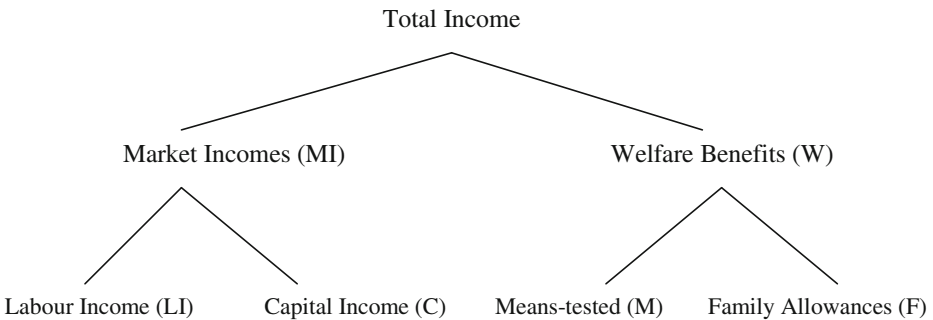 Total Income
Market Incomes (MI)
Welfare Benefits (W)
Labour Income (LI)
Capital Income (C)
Means-tested (M)
Family Allowances (F)